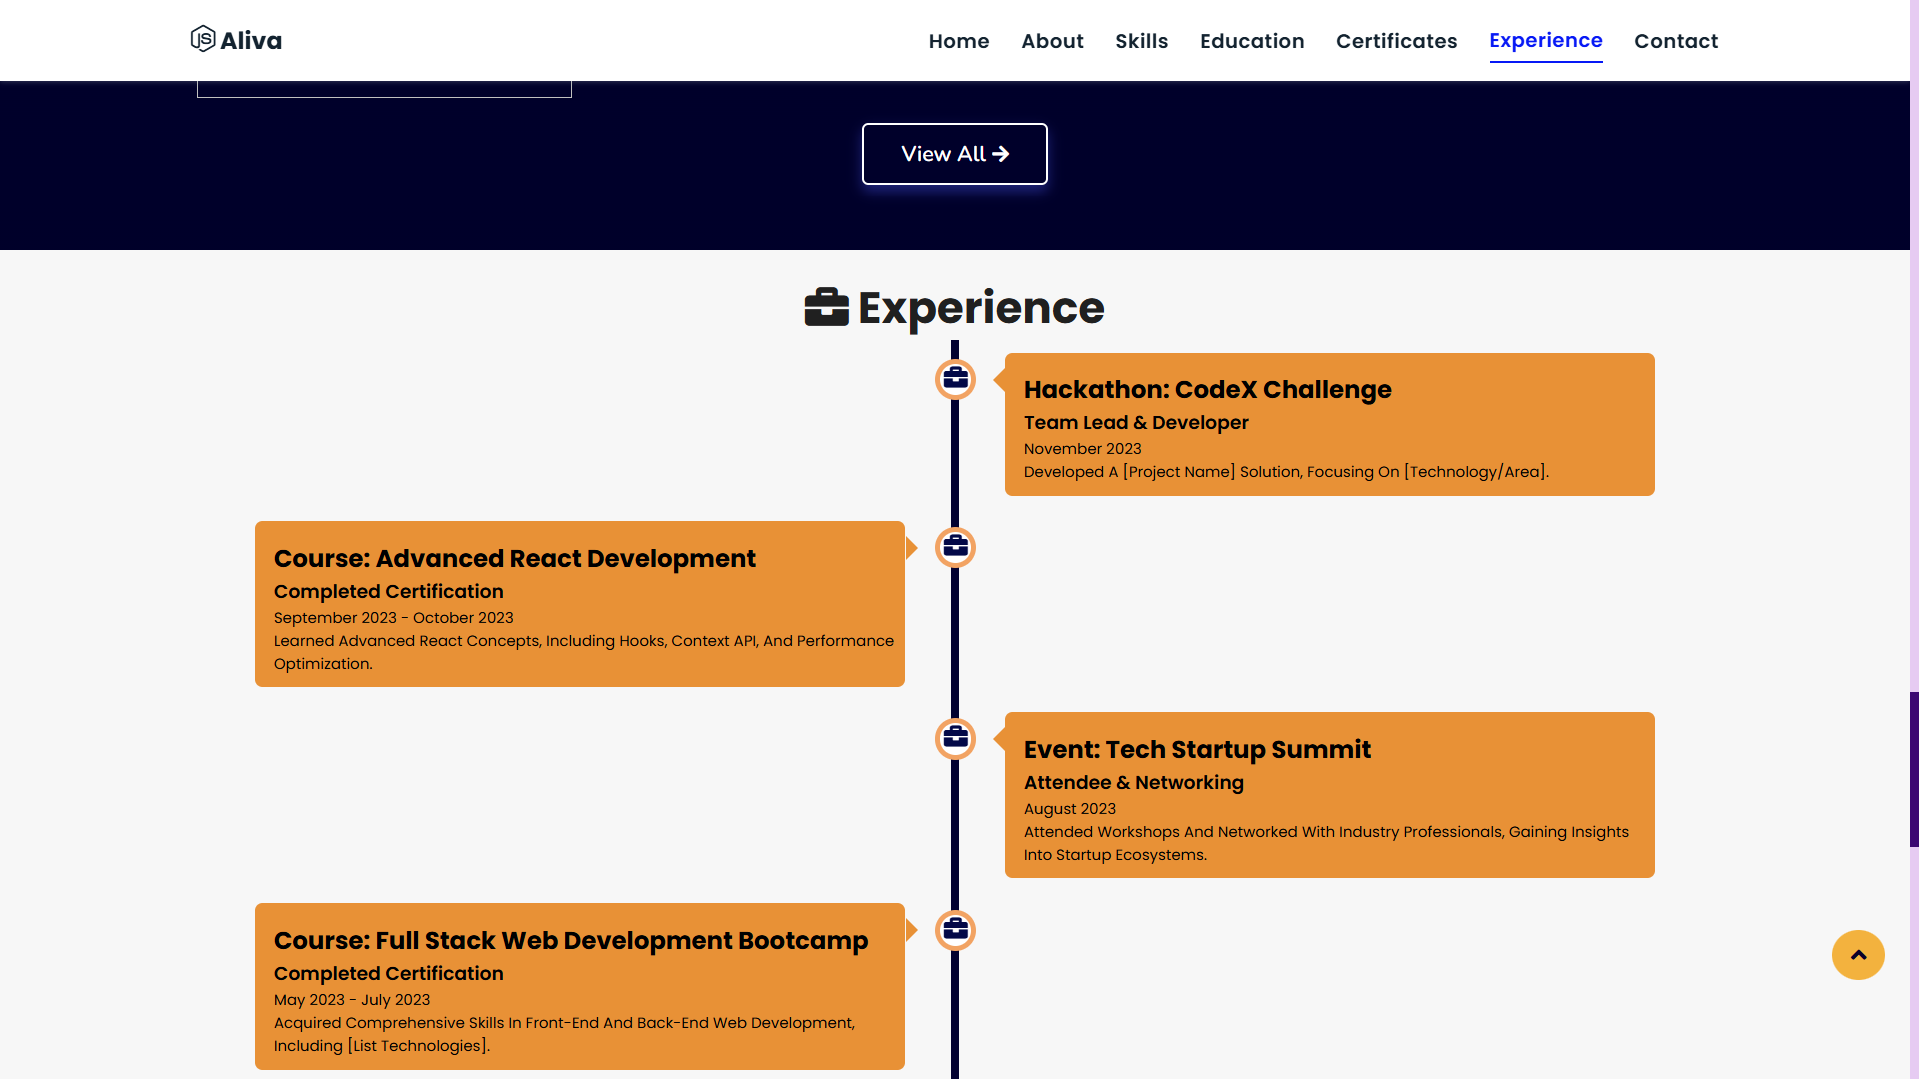 JS Aliva
Home About Skills Education Certificates Experience Contact
View All
Experience
Hackathon: CodeX Challenge
Team Lead & Developer
November 2023
Developed A [Project Name] Solution, Focusing On [Technology/Area].
Course: Advanced React Development
Completed Certification
September 2023 - October 2023
Learned Advanced React Concepts, Including Hooks, Context API, And Performance
Optimization.
Event: Tech Startup Summit
Attendee & Networking
August 2023
Attended Workshops And Networked With Industry Professionals, Gaining Insights
Into Startup Ecosystems.
Course: Full Stack Web Development Bootcamp
Completed Certification
May 2023 - July 2023
Acquired Comprehensive Skills In Front-End And Back-End Web Development,
Including [List Technologies].